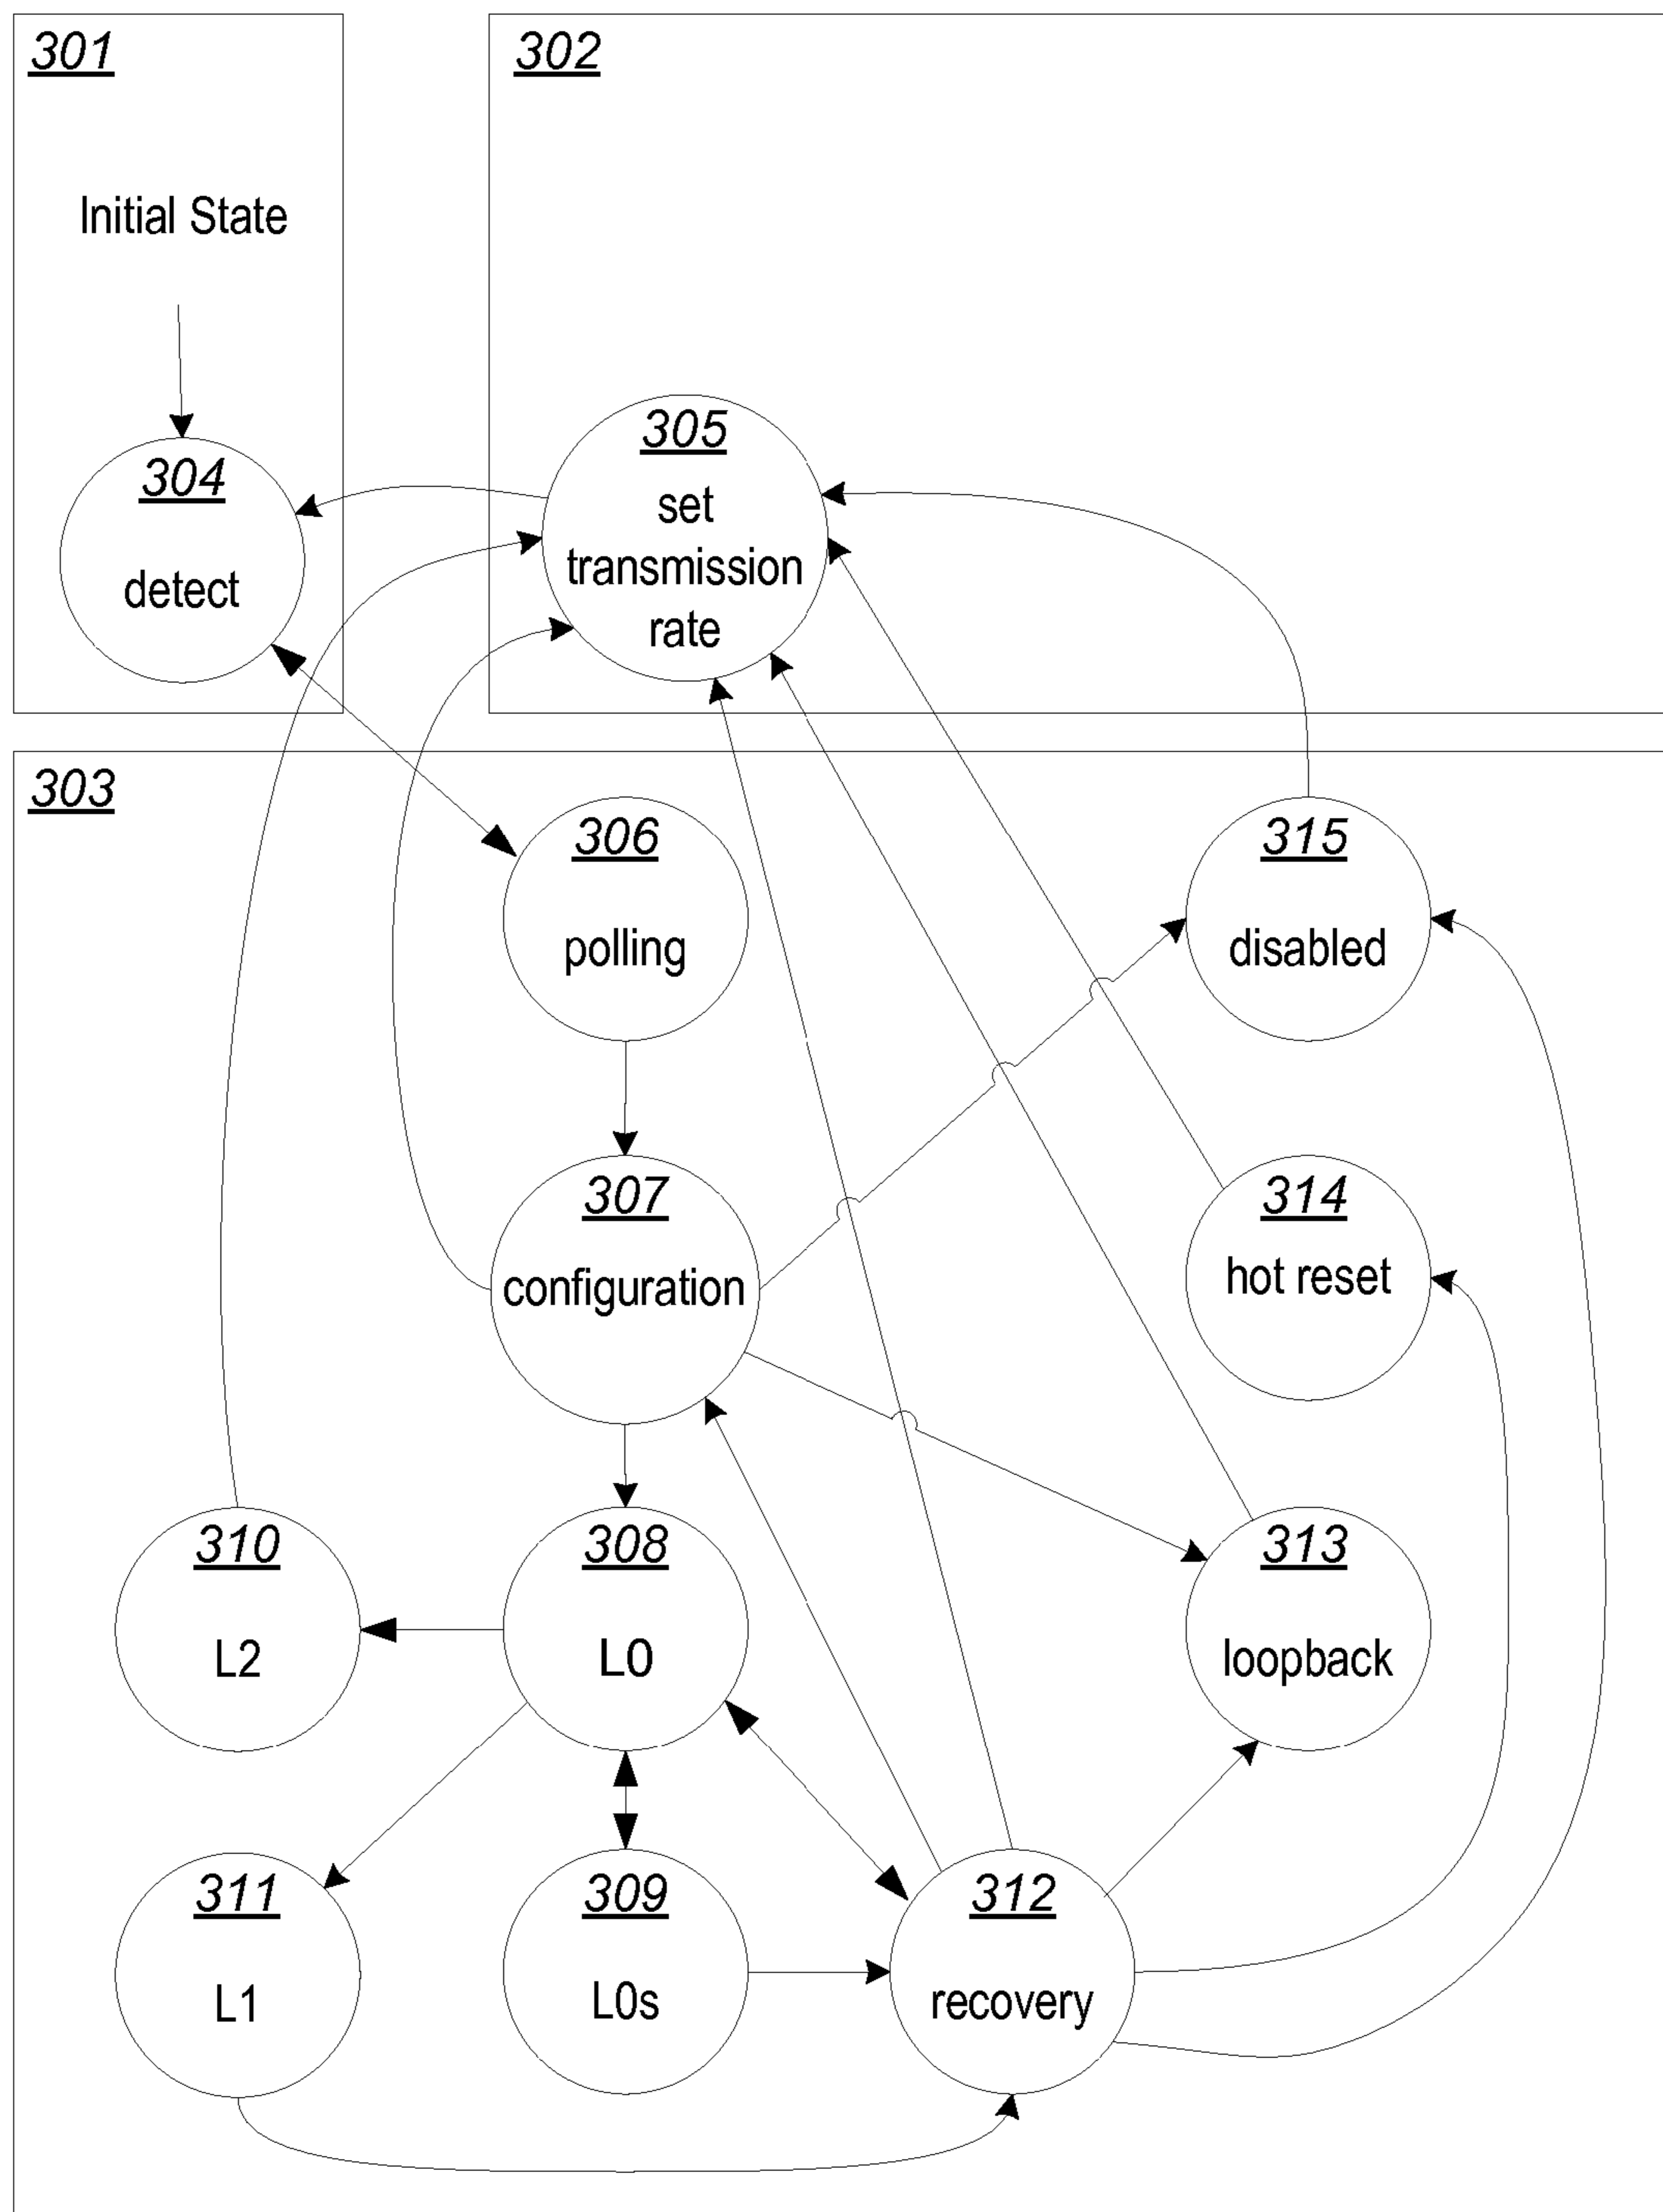 301
302
Initial State
304
detect
305
set
transmission
rate
303
306
polling
315
disabled
307
configuration
314
hot reset
310
L2
308
L0
313
loopback
311
L1
309
L0s
312
recovery